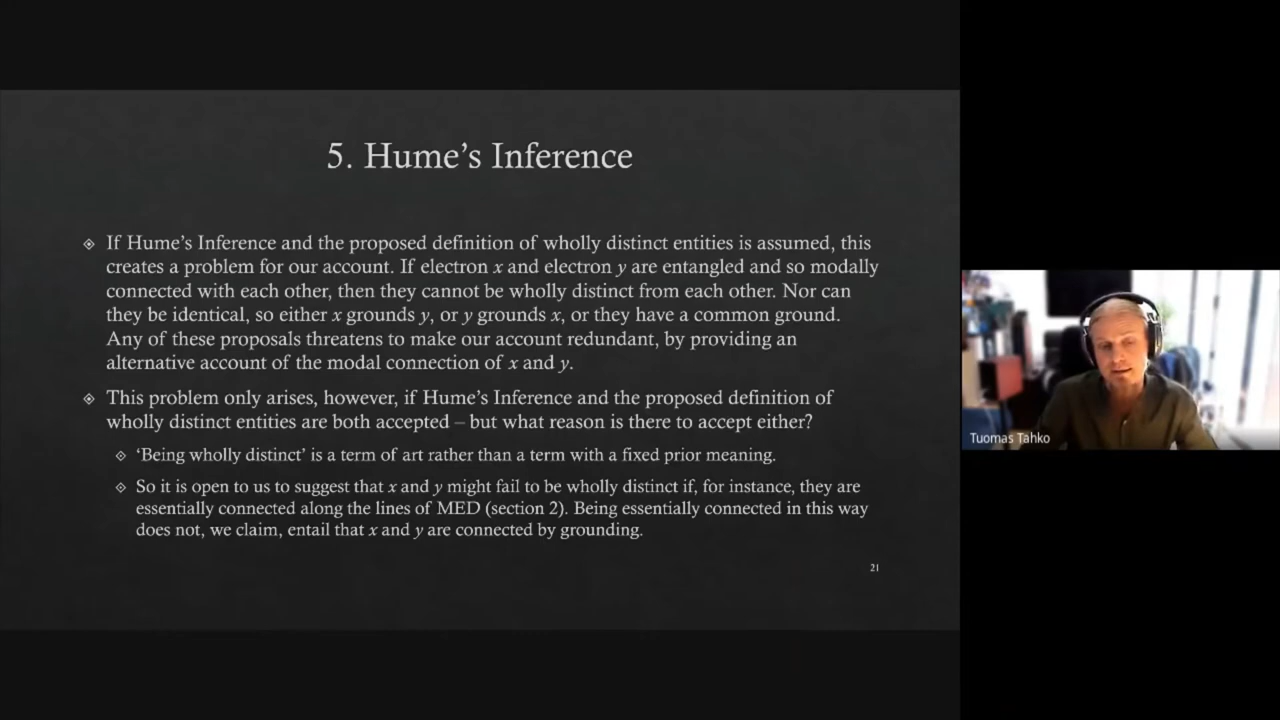 5. Hume's Inference
◈ If Hume's Inference and the proposed definition of wholly distinct entities is assumed, this
creates a problem for our account. If electron x and electron y are entangled and so modally
connected with each other, then they cannot be wholly distinct from each other. Nor can
they be identical, so either x grounds y, or y grounds x, or they have a common ground.
Any of these proposals threatens to make our account redundant, by providing an
alternative account of the modal connection of x and y.
◈ This problem only arises, however, if Hume's Inference and the proposed definition of
wholly distinct entities are both accepted – but what reason is there to accept either?
◈ 'Being wholly distinct' is a term of art rather than a term with a fixed prior meaning.
◈ So it is open to us to suggest that x and y might fail to be wholly distinct if, for instance, they are
essentially connected along the lines of MED (section 2). Being essentially connected in this way
does not, we claim, entail that x and y are connected by grounding.
21
Tuomas Tahko